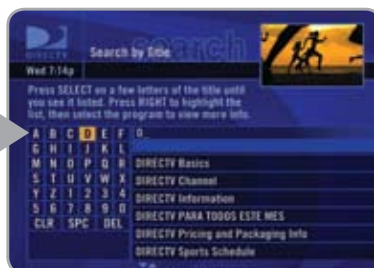 DIRECTV
Search by Title
search
Wed 7:14p
Press SELECT on a few letters of the title until
you see it listed. Press RIGHT to highlight the
list, then select the program to view more info.
A B C D E F D_
G H I J K L
M N O P Q R DIRECTV Basics
S T U V W X DIRECTV Channel
Y Z 1 2 3 4 DIRECTV Information
5 6 7 8 9 0 DIRECTV PARA TODOS ESTE MES
CLR SPC DEL DIRECTV Pricing and Packaging Info
DIRECTV Sports Schedule